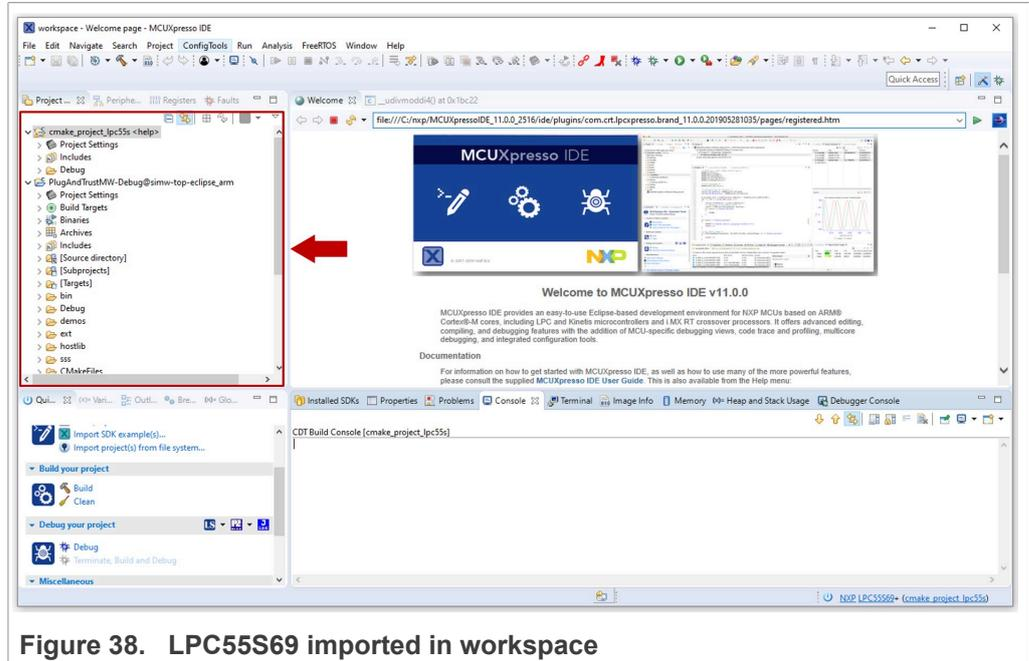 workspace - Welcome page - MCUXpresso IDE
File Edit Navigate Search Project ConfigTools Run Analysis FreeRTOS Window Help
Quick Access
Project... Periphe... Registers Faults
Welcome __udivmoddi4() at 0x1bc22
file:///C:/nxp/MCUXpressoIDE_11.0.0_2516/ide/plugins/com.crt.lpcxpresso.brand_11.0.0.201905281035/pages/registered.htm
cmake_project_lpc55s <help>
Project Settings
Includes
Debug
PlugAndTrustMW-Debug@simw-top-eclipse_arm
Project Settings
Build Targets
Binaries
Archives
Includes
[Source directory]
[Subprojects]
[Targets]
bin
Debug
demos
ext
hostlib
sss
CMakeFiles
MCUXpresso IDE
NXP
Welcome to MCUXpresso IDE v11.0.0
MCUXpresso IDE provides an easy-to-use Eclipse-based development environment for NXP MCUs based on ARM®
Cortex®-M cores, including LPC and Kinetis microcontrollers and i.MX RT crossover processors. It offers advanced editing,
compiling, and debugging features with the addition of MCU-specific debugging views, code trace and profiling, multicore
debugging, and integrated configuration tools.
Documentation
For information on how to get started with MCUXpresso IDE, as well as how to use many of the more powerful features,
please consult the supplied MCUXpresso IDE User Guide. This is also available from the Help menu:
Qui... Vari... Outl... Bre... Glo...
Import SDK example(s)...
Import project(s) from file system...
Build your project
Build
Clean
Debug your project
LS
Debug
Terminate, Build and Debug
Miscellaneous
Installed SDKs Properties Problems Console Terminal Image Info Memory Heap and Stack Usage Debugger Console
CDT Build Console [cmake_project_lpc55s]
NXP LPC55S69* (cmake_project_lpc55s)
Figure 38. LPC55S69 imported in workspace